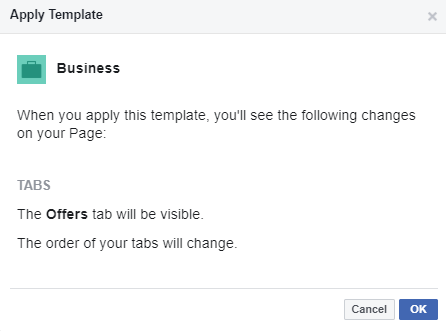 Apply Template
Business
When you apply this template, you'll see the following changes
on your Page:
TABS
The Offers tab will be visible.
The order of your tabs will change.
Cancel OK